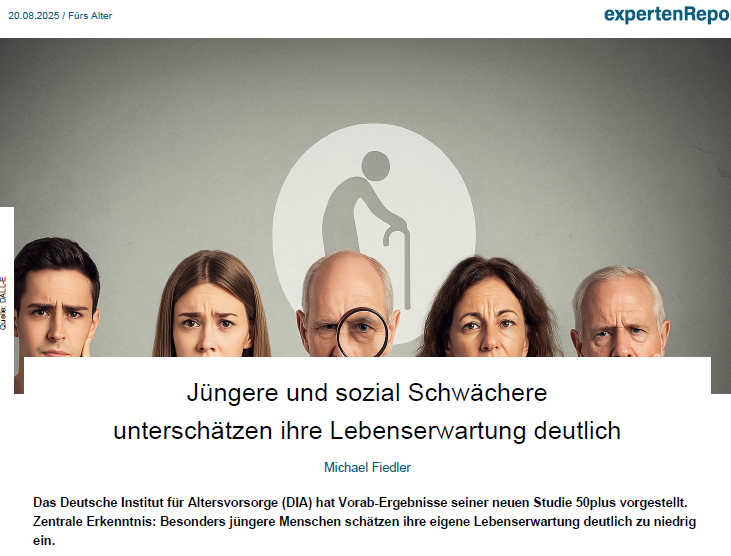 20.08.2025 / Fürs Alter
expertenRepo
Quelle: DALL-E
Jüngere und sozial Schwächere
unterschätzen ihre Lebenserwartung deutlich
Michael Fiedler
Das Deutsche Institut für Altersvorsorge (DIA) hat Vorab-Ergebnisse seiner neuen Studie 50plus vorgestellt.
Zentrale Erkenntnis: Besonders jüngere Menschen schätzen ihre eigene Lebenserwartung deutlich zu niedrig
ein.